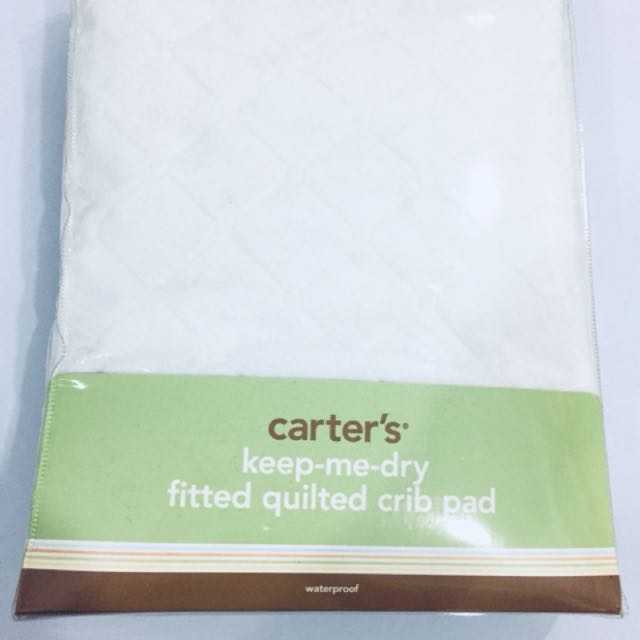 carter's®
keep-me-dry
fitted quilted crib pad
waterproof